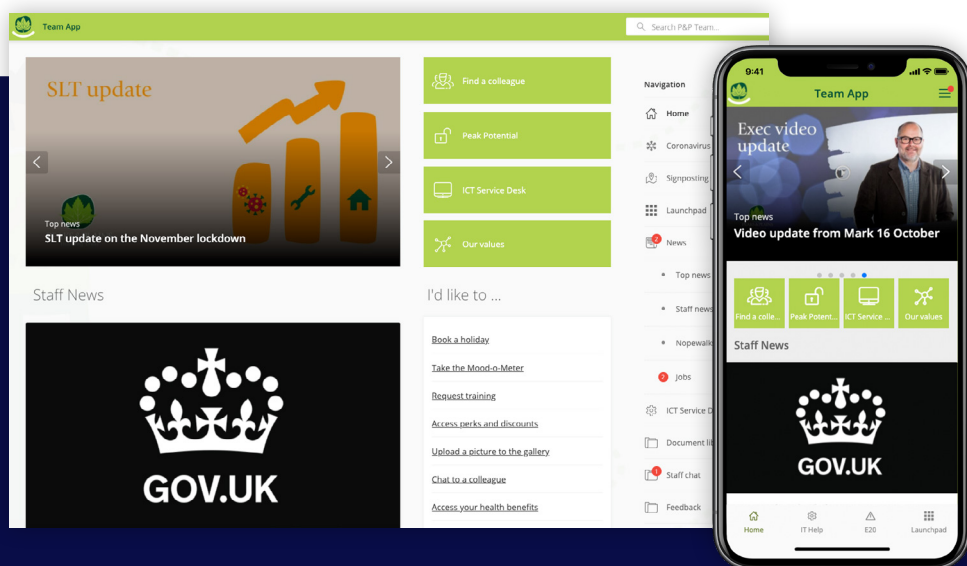 Team App
Search P&P Team...
SLT update
Top news
SLT update on the November lockdown
Find a colleague
Peak Potential
ICT Service Desk
Our values
Staff News
GOV.UK
I'd like to ...
Book a holiday
Take the Mood-o-Meter
Request training
Access perks and discounts
Upload a picture to the gallery
Chat to a colleague
Access your health benefits
Navigation
Home
Coronavirus
Signposting
Launchpad
2
News
Top news
Staff news
Nopewalk
2
Jobs
ICT Service D
Document lib
1
Staff chat
Feedback
9:41
Team App
Exec video
update
Top news
Video update from Mark 16
October
Find a colle...
Peak Potent...
ICT Service ...
Our values
Staff News
GOV.UK
Home
IT Help
E20
Launchpad